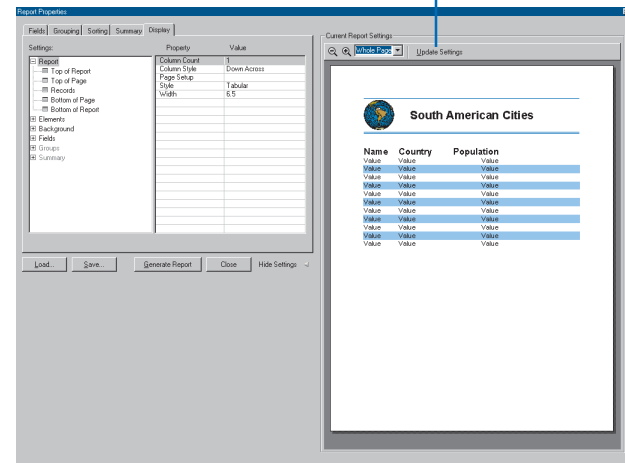 Report Properties
Fields Grouping Sorting Summary Display
Settings:
Property Value
Report
Top of Report
Top of Page
Records
Bottom of Page
Bottom of Report
Elements
Background
Fields
Groups
Summary
Column Count 1
Column Style Down Across
Page Setup
Style Tabular
Width 6.5
Load... Save... Generate Report Close Hide Settings
Current Report Settings
Whole Page Update Settings
South American Cities
Name Country Population
Value Value Value
Value Value Value
Value Value Value
Value Value Value
Value Value Value
Value Value Value
Value Value Value
Value Value Value
Value Value Value
Value Value Value
Value Value Value